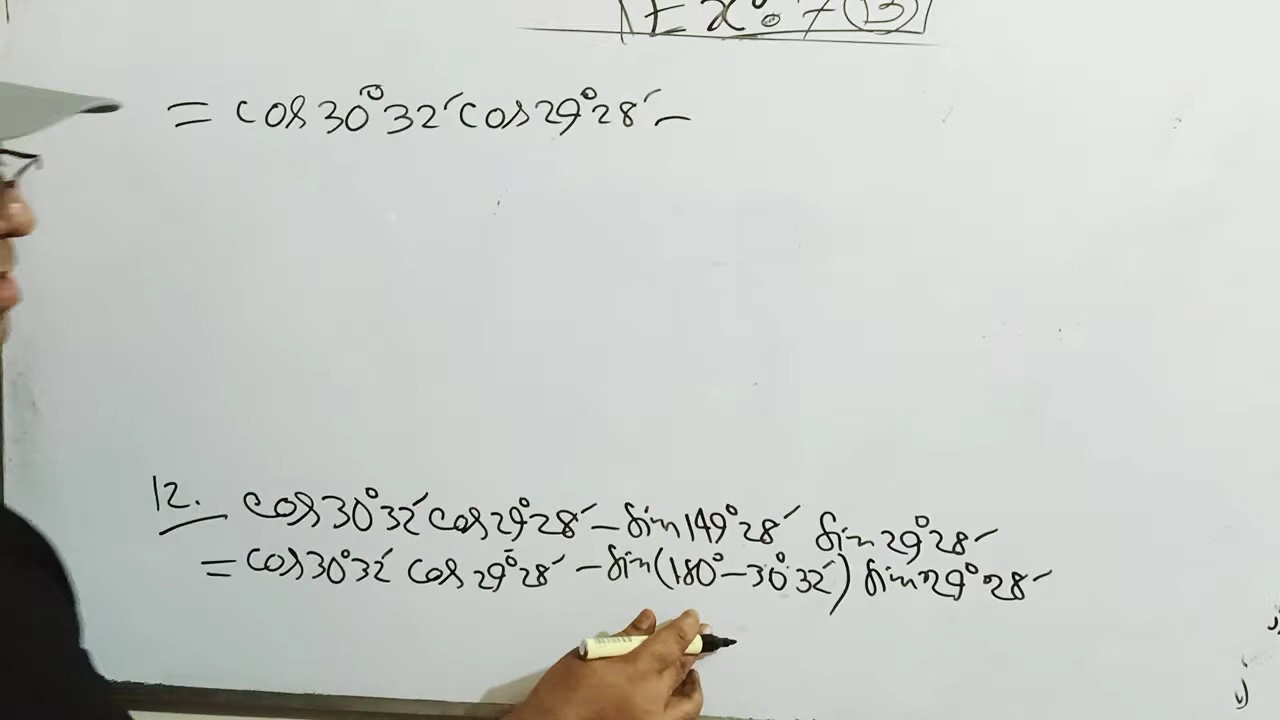 Ex: 7 (B)
= cos 30°32′ cos 29°28′ –
12. cos 30°32′ cos 29°28′ – sin 149°28′ sin 29°28′
= cos 30°32′ cos 29°28′ – sin(180° – 30°32′) sin 29°28′